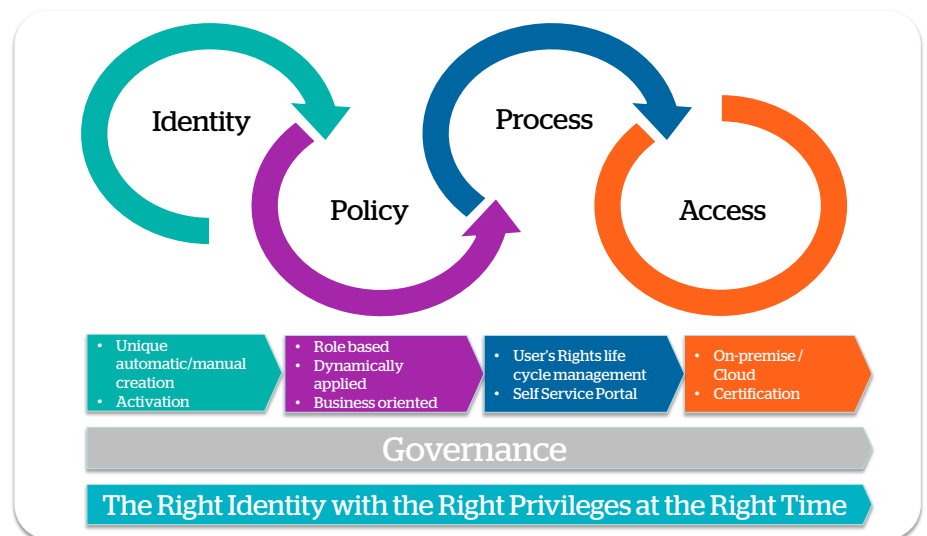 Identity
Process
Policy
Access
• Unique
automatic/manual
creation
• Activation
• Role based
• Dynamically
applied
• Business oriented
• User's Rights life
cycle management
• Self Service Portal
• On-premise /
Cloud
• Certification
Governance
The Right Identity with the Right Privileges at the Right Time